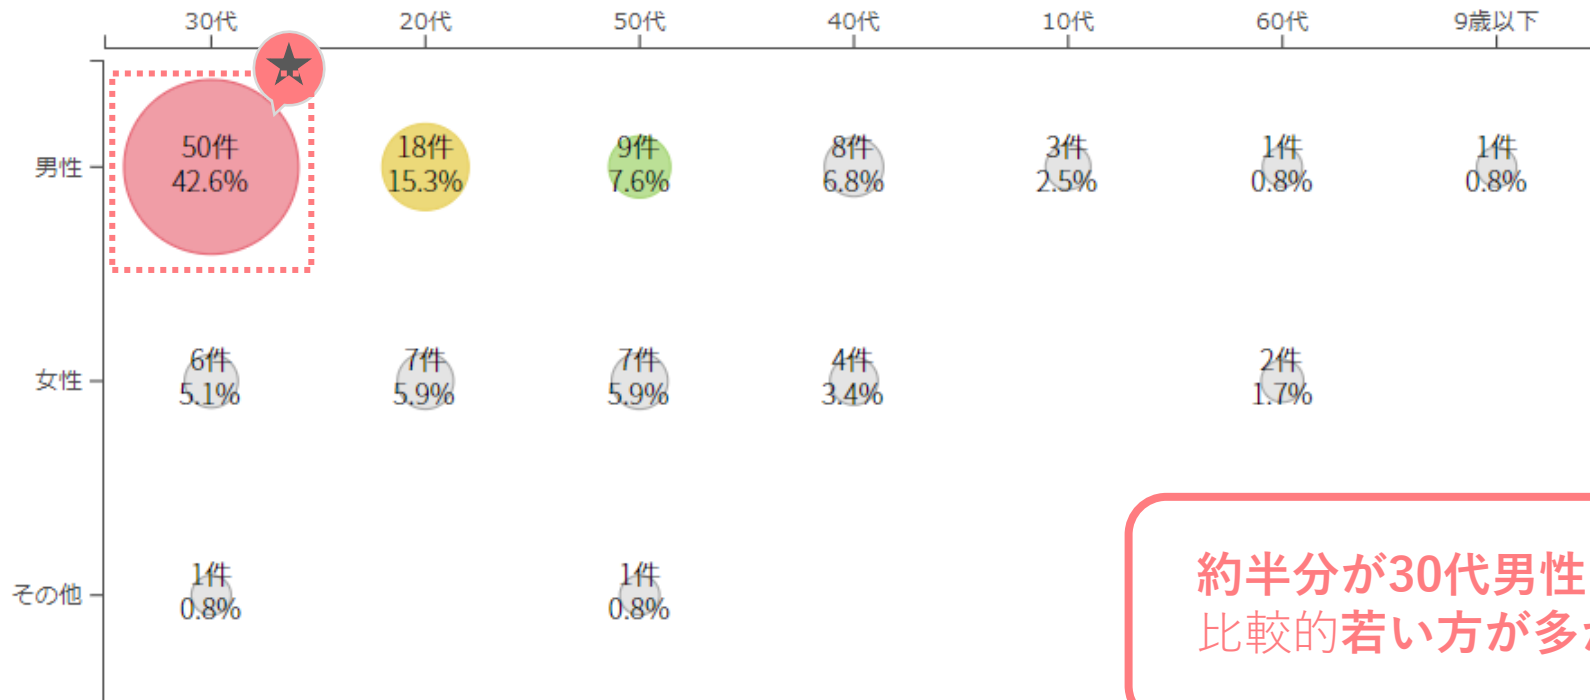 30代 20代 50代 40代 10代 60代 9歳以下
男性
50件 18件 9件 8件 3件 1件 1件
42.6% 15.3% 7.6% 6.8% 2.5% 0.8% 0.8%
女性
6件 7件 7件 4件 2件
5.1% 5.9% 5.9% 3.4% 1.7%
その他
1件 1件
0.8% 0.8%
約半分が30代男性
比較的若い方が多